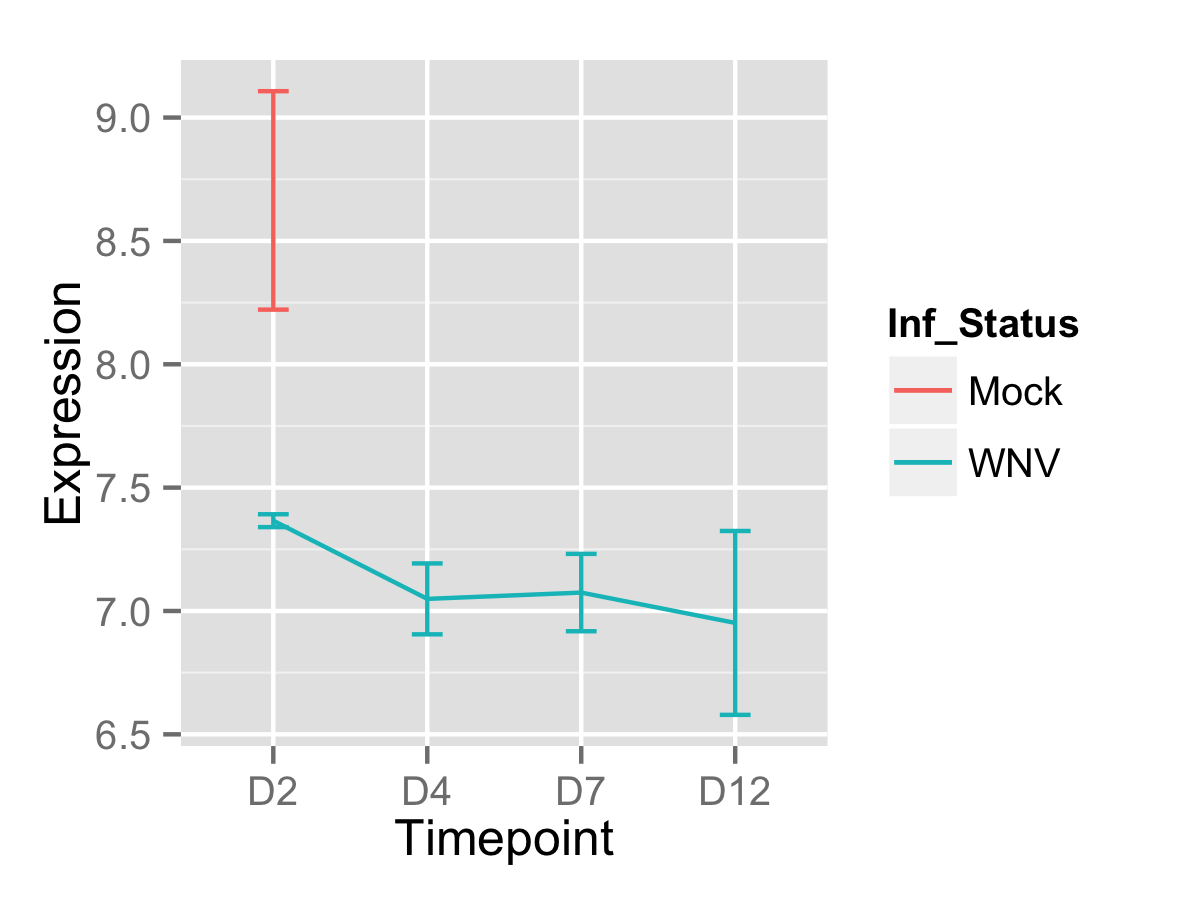 9.0
8.5
8.0
7.5
7.0
6.5
Expression
D2 D4 D7 D12
Timepoint
Inf_Status
Mock
WNV